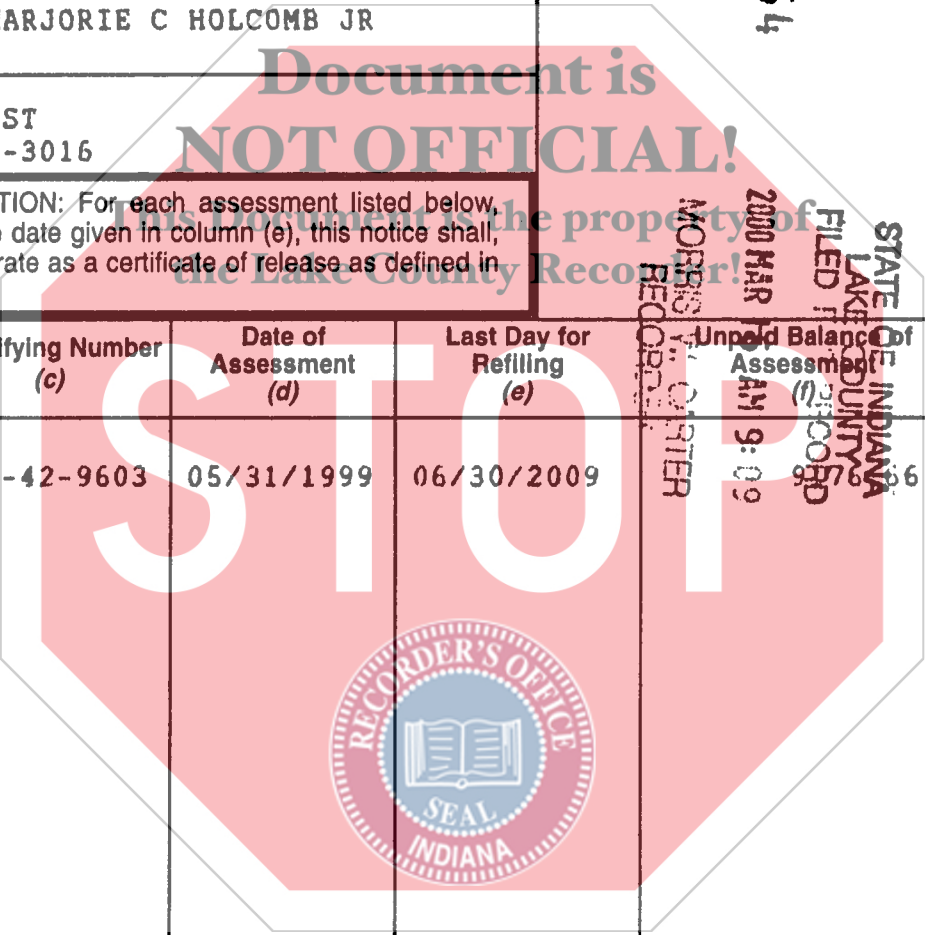 ARJORIE C HOLCOMB JR
ST
-3016
Document is
NOT OFFICIAL!
This Document is the property of
the Lake County Recorder!
TION: For each assessment listed below,
date given in column (e), this notice shall,
rate as a certificate of release as defined in
fying Number
(c)
Date of
Assessment
(d)
Last Day for
Refiling
(e)
Unpaid Balance of
Assessment
(f)
-42-9603
05/31/1999
06/30/2009
STATE OF INDIANA
LAKE COUNTY
FILED RECORD
2000 MAR AM 9:09
MORRIS CARTER
RECORDER
STOP
RECORDER'S OFFICE
SEAL
INDIANA